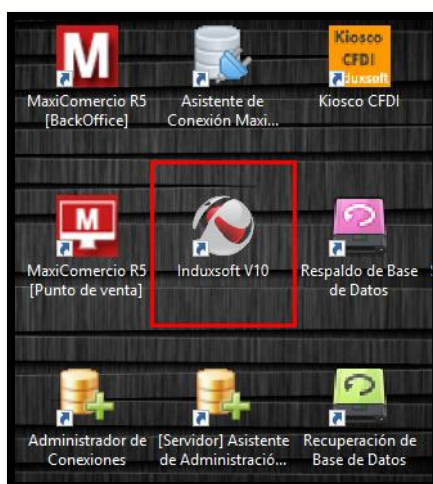 M
Kiosco
CFDI
MaxiComercio R5
[BackOffice]
Asistente de
Conexión Maxi...
Kiosco CFDI
M
MaxiComercio R5
[Punto de venta]
Induxsoft V10
Respaldo de Base
de Datos
Administrador de
Conexiones
[Servidor] Asistente
de Administració...
Recuperación de
Base de Datos